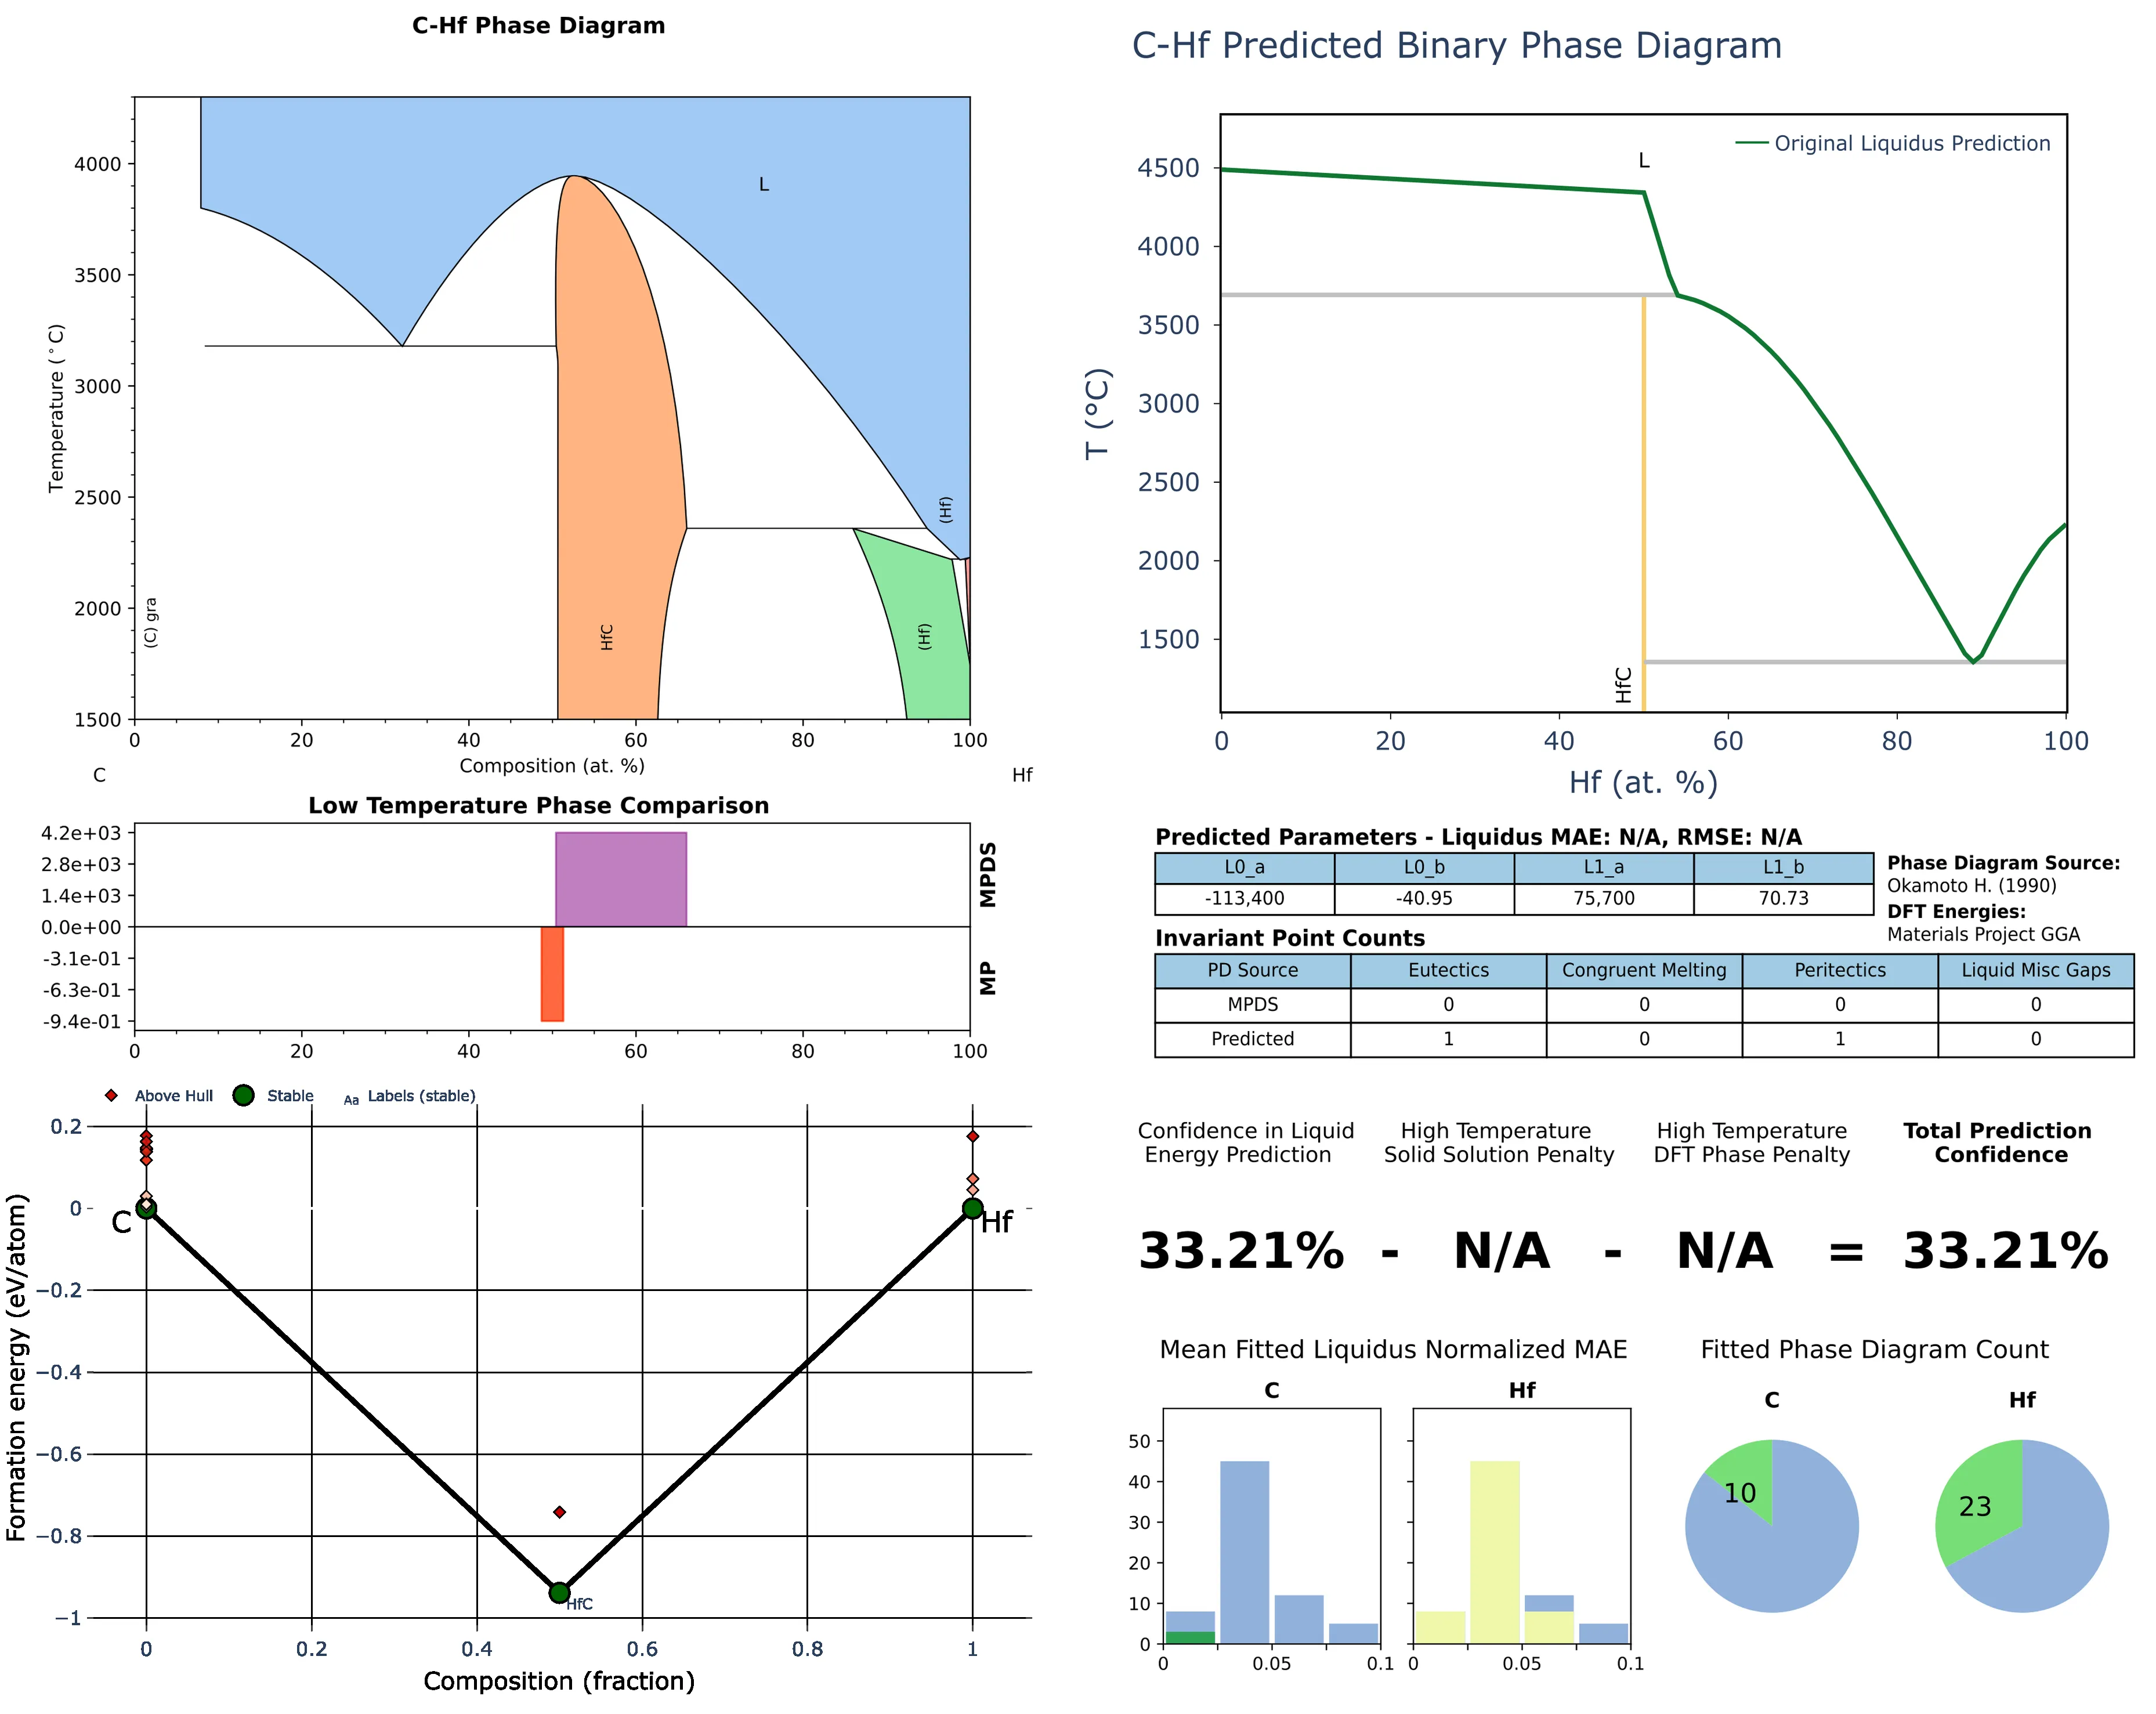 C-Hf Phase Diagram
Temperature (°C)
4000
3500
3000
2500
2000
1500
L
(Hf)
(C) gra
HfC
(Hf)
0 20 40 60 80 100
Composition (at. %)
C Hf
Low Temperature Phase Comparison
4.2e+03
2.8e+03
1.4e+03
0.0e+00
-3.1e-01
-6.3e-01
-9.4e-01
MPDS
MP
0 20 40 60 80 100
Above Hull Stable Aa Labels (stable)
Formation energy (eV/atom)
0.2
0
−0.2
−0.4
−0.6
−0.8
−1
C
Hf
HfC
0 0.2 0.4 0.6 0.8 1
Composition (fraction)
C-Hf Predicted Binary Phase Diagram
Original Liquidus Prediction
L
T (°C)
4500
4000
3500
3000
2500
2000
1500
HfC
0 20 40 60 80 100
Hf (at. %)
Predicted Parameters - Liquidus MAE: N/A, RMSE: N/A
L0_a L0_b L1_a L1_b
-113,400 -40.95 75,700 70.73
Phase Diagram Source:
Okamoto H. (1990)
DFT Energies:
Materials Project GGA
Invariant Point Counts
PD Source Eutectics Congruent Melting Peritectics Liquid Misc Gaps
MPDS 0 0 0 0
Predicted 1 0 1 0
Confidence in Liquid
Energy Prediction
High Temperature
Solid Solution Penalty
High Temperature
DFT Phase Penalty
Total Prediction
Confidence
33.21% - N/A - N/A = 33.21%
Mean Fitted Liquidus Normalized MAE
C Hf
50
40
30
20
10
0
0 0.05 0.1 0 0.05 0.1
Fitted Phase Diagram Count
C Hf
10 23